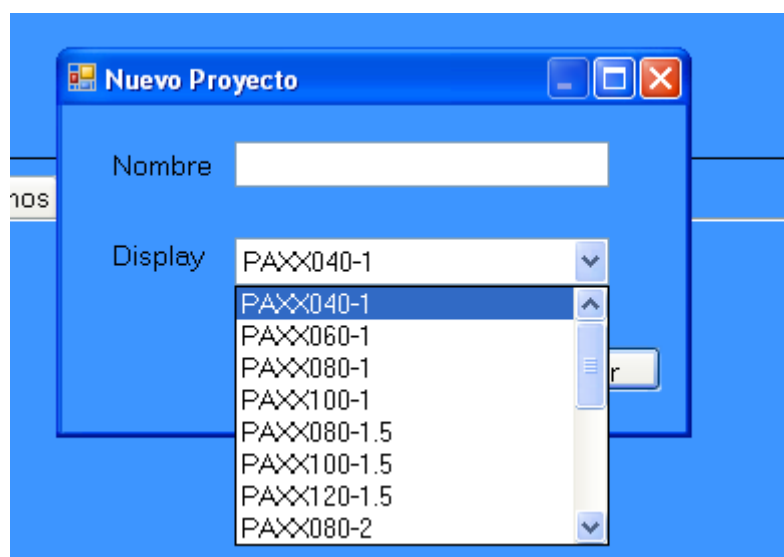 Nuevo Proyecto
Nombre
nos
Display
PAXX040-1
PAXX040-1
PAXX060-1
PAXX080-1
PAXX100-1
r
PAXX080-1.5
PAXX100-1.5
PAXX120-1.5
PAXX080-2